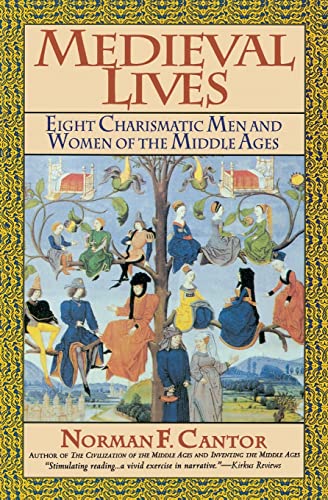 MEDIEVAL
LIVES
EIGHT CHARISMATIC MEN AND
WOMEN OF THE MIDDLE AGES
NORMAN F. CANTOR
AUTHOR OF THE CIVILIZATION OF THE MIDDLE AGES AND INVENTING THE MIDDLE AGES
"Stimulating reading...a vivid exercise in narrative."—Kirkus Reviews